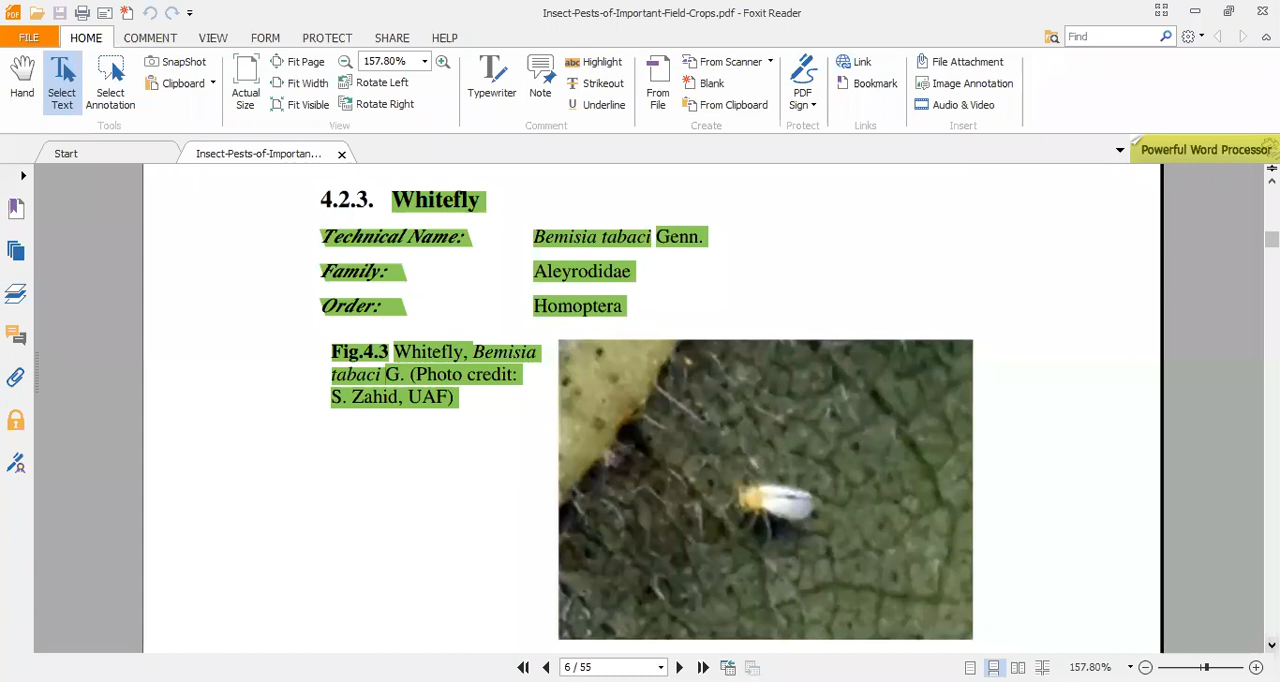 Insect-Pests-of-Important-Field-Crops.pdf - Foxit Reader
FILE HOME COMMENT VIEW FORM PROTECT SHARE HELP
Find
Hand
Select Text
Select Annotation
SnapShot
Clipboard
Tools
Actual Size
Fit Page
Fit Width
Fit Visible
157.80%
Rotate Left
Rotate Right
View
Typewriter
Note
Highlight
Strikeout
Underline
Comment
From File
From Scanner
Blank
From Clipboard
Create
PDF Sign
Protect
Link
Bookmark
Links
File Attachment
Image Annotation
Audio & Video
Insert
Start
Insect-Pests-of-Importan...
Powerful Word Processor
4.2.3. Whitefly
Technical Name: Bemisia tabaci Genn.
Family: Aleyrodidae
Order: Homoptera
Fig.4.3 Whitefly, Bemisia
tabaci G. (Photo credit:
S. Zahid, UAF)
6 / 55
157.80%